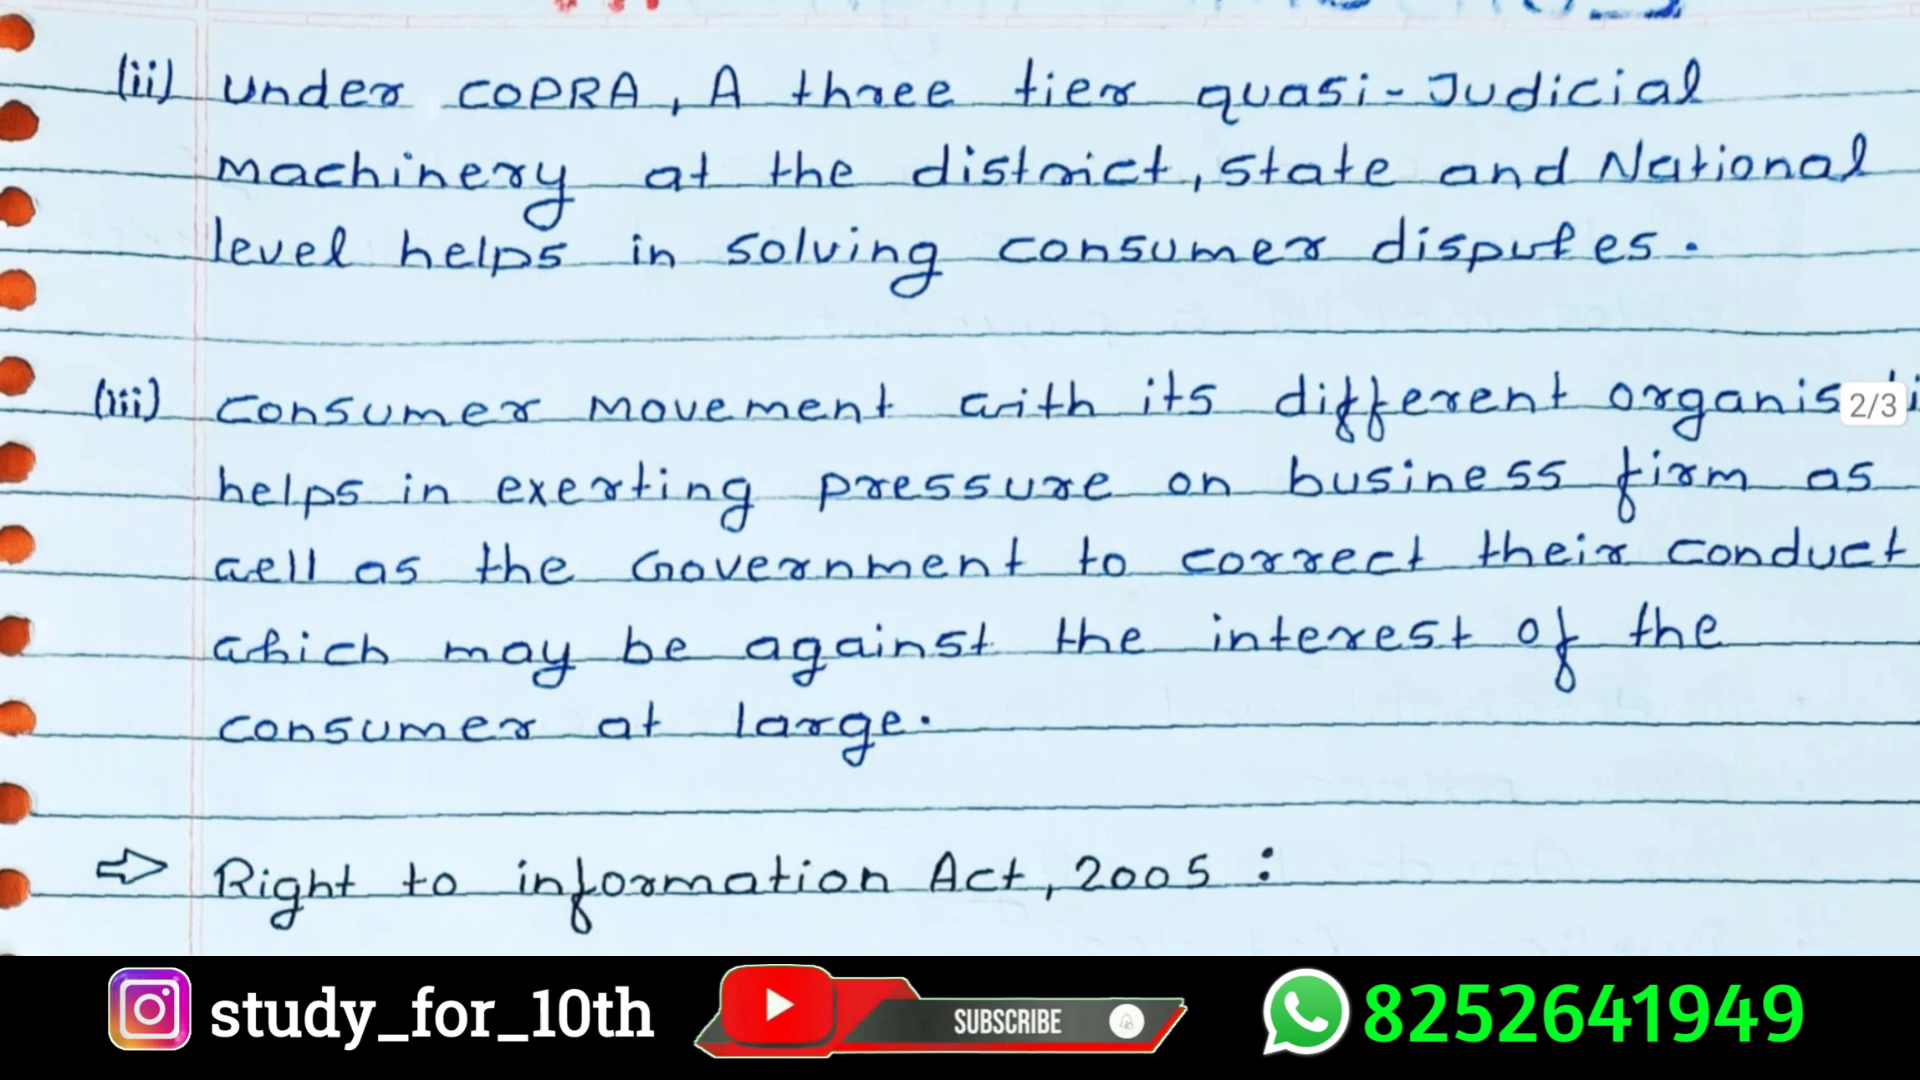 (ii) Under COPRA, A three tier quasi-Judicial
machinery at the district, state and National
level helps in solving consumer disputes.
(iii) Consumer movement with its different
helps in exerting pressure on business firm as
well as the Government to correct their conduct
which may be against the interest of the
consumer at large.
⇨ Right to information Act, 2005 :
2/3
study_for_10th
SUBSCRIBE
8252641949